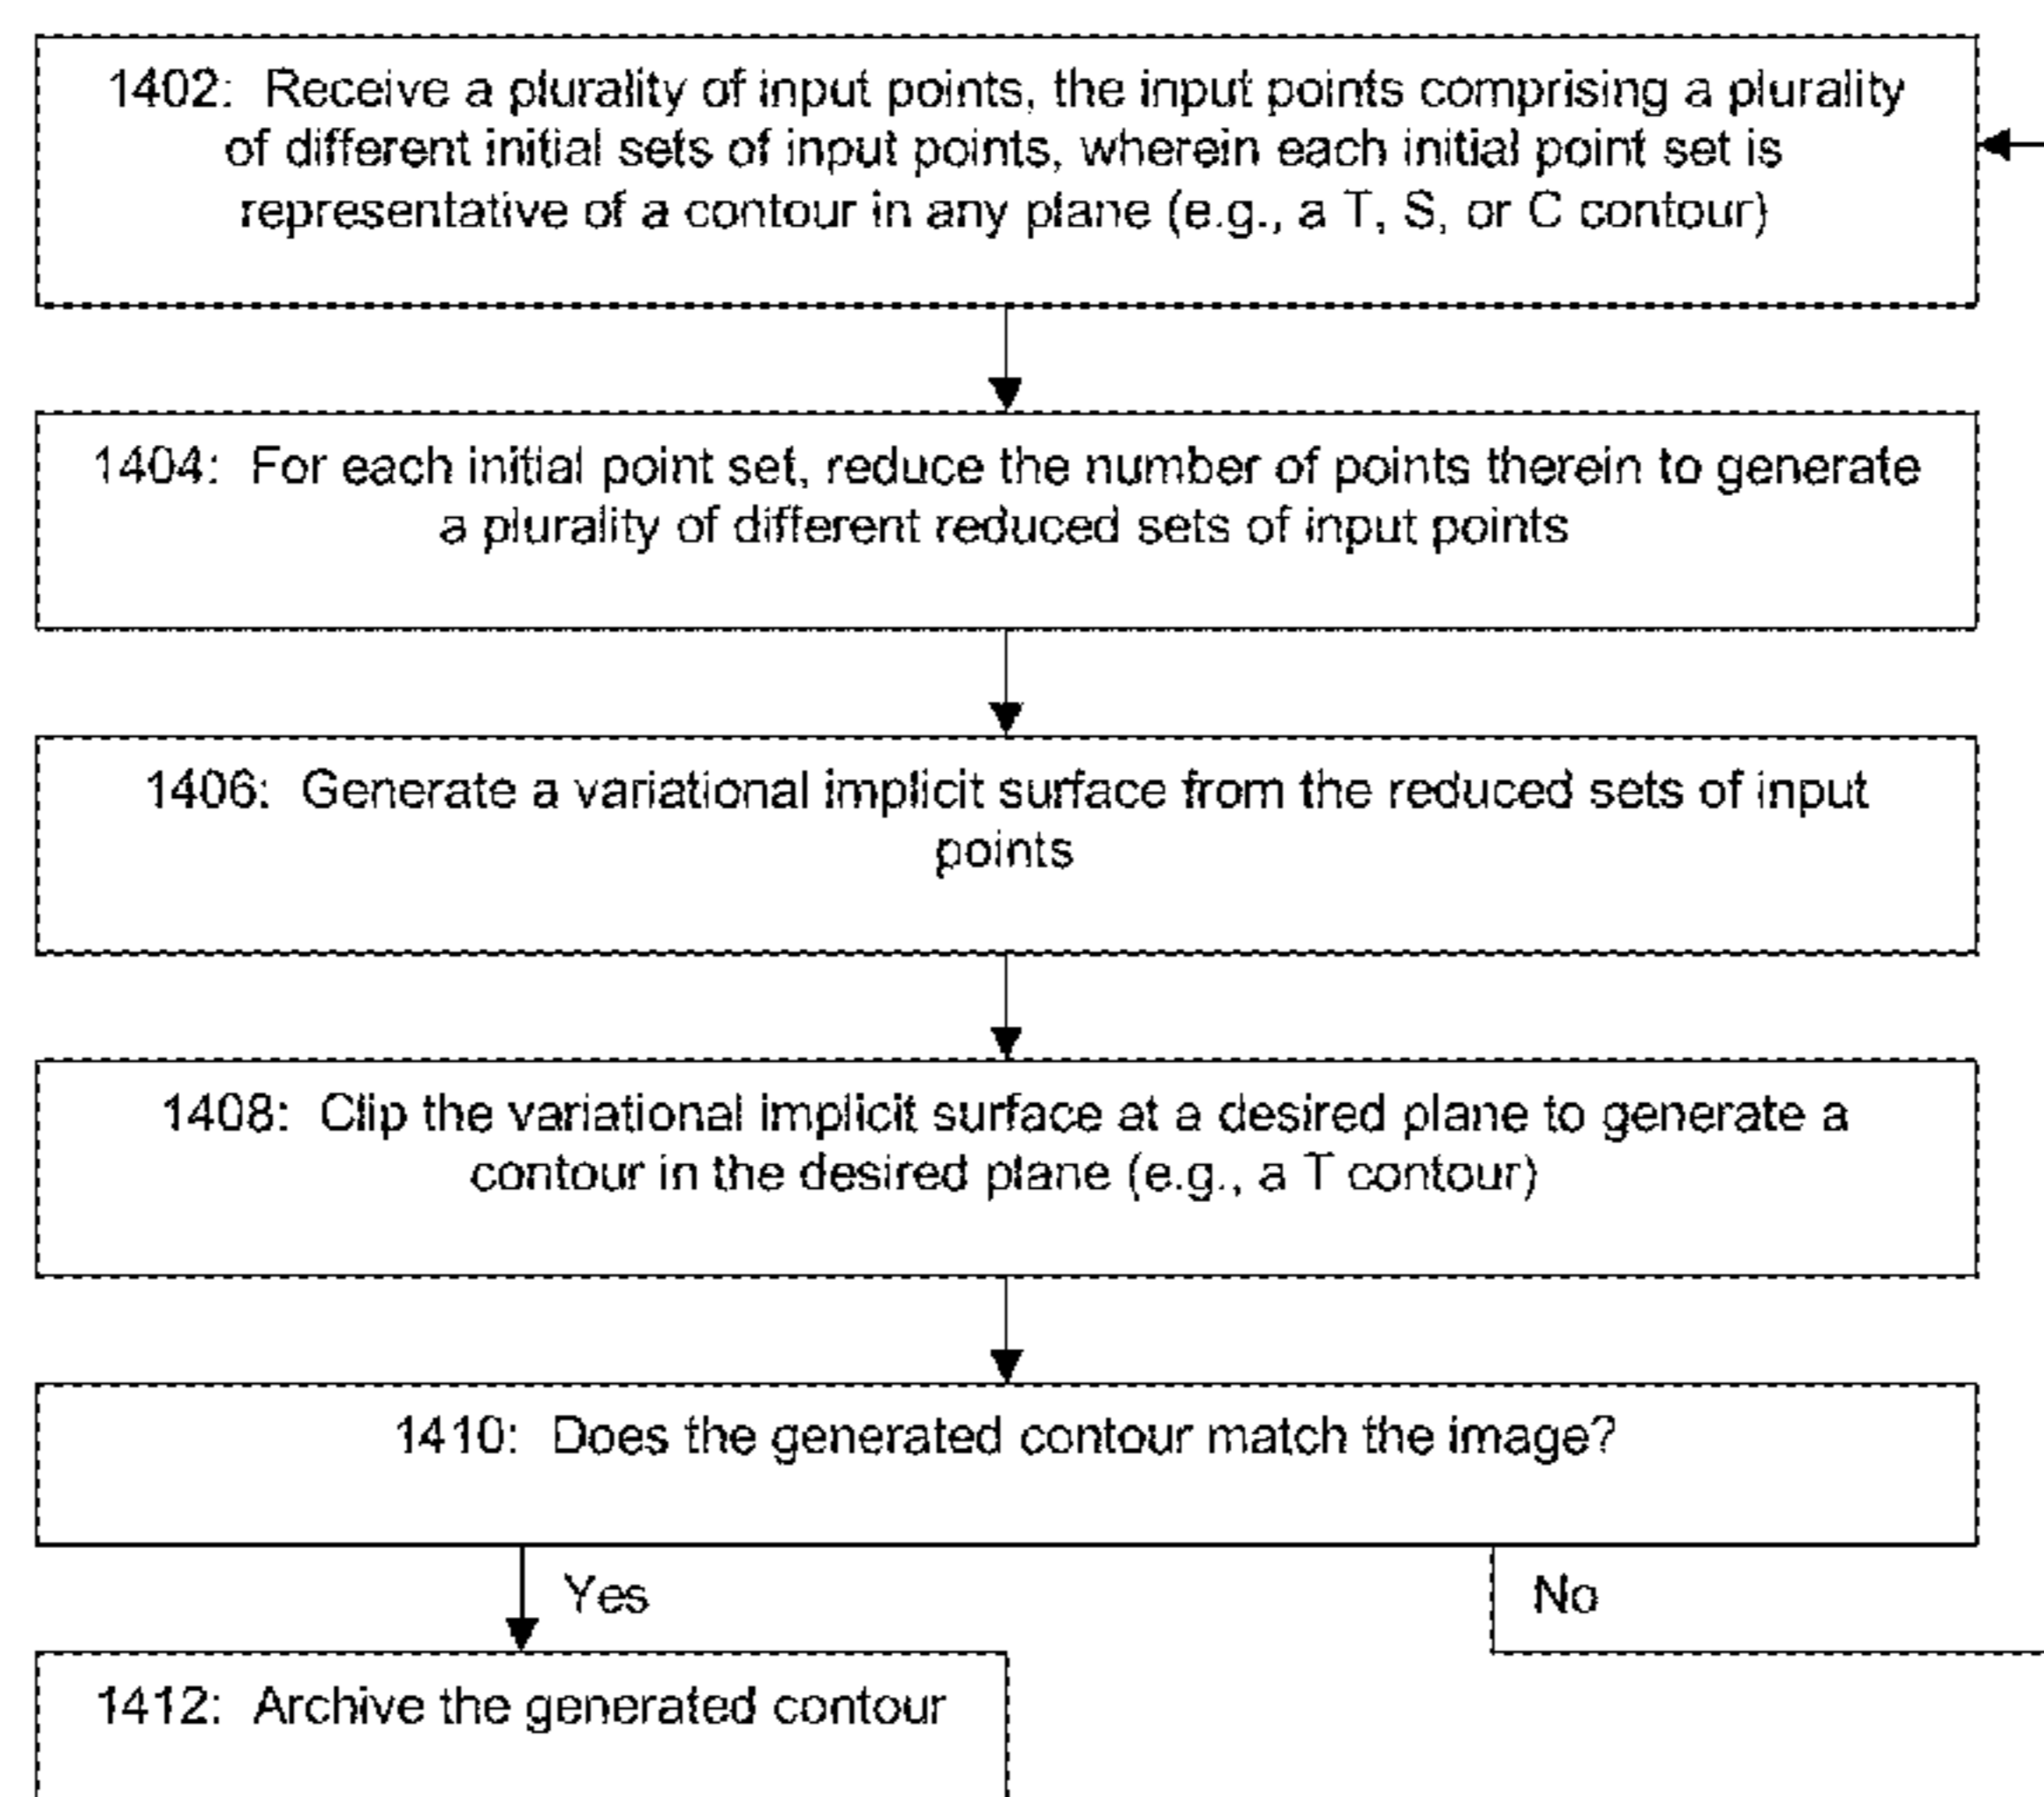 1402: Receive a plurality of input points, the input points comprising a plurality
of different initial sets of input points, wherein each initial point set is
representative of a contour in any plane (e.g., a T, S, or C contour)
1404: For each initial point set, reduce the number of points therein to generate
a plurality of different reduced sets of input points
1406: Generate a variational implicit surface from the reduced sets of input
points
1408: Clip the variational implicit surface at a desired plane to generate a
contour in the desired plane (e.g., a T contour)
1410: Does the generated contour match the image?
Yes
No
1412: Archive the generated contour